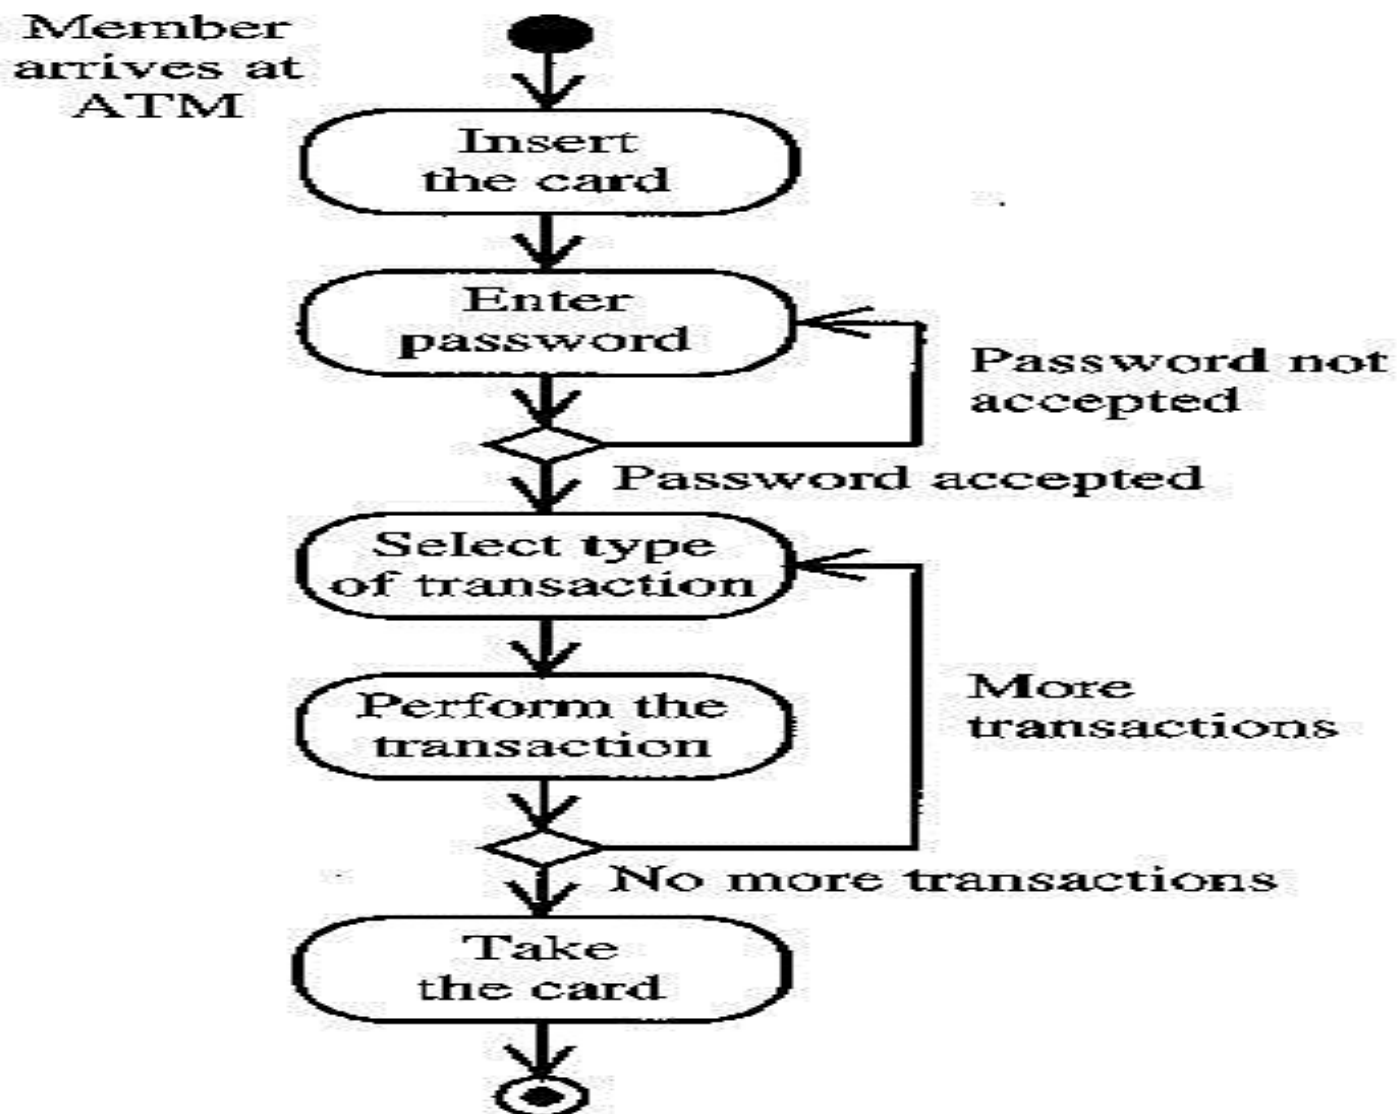 Member
arrives at
ATM
Insert
the card
Enter
password
Password not
accepted
Password accepted
Select type
of transaction
Perform the
transaction
More
transactions
No more transactions
Take
the card